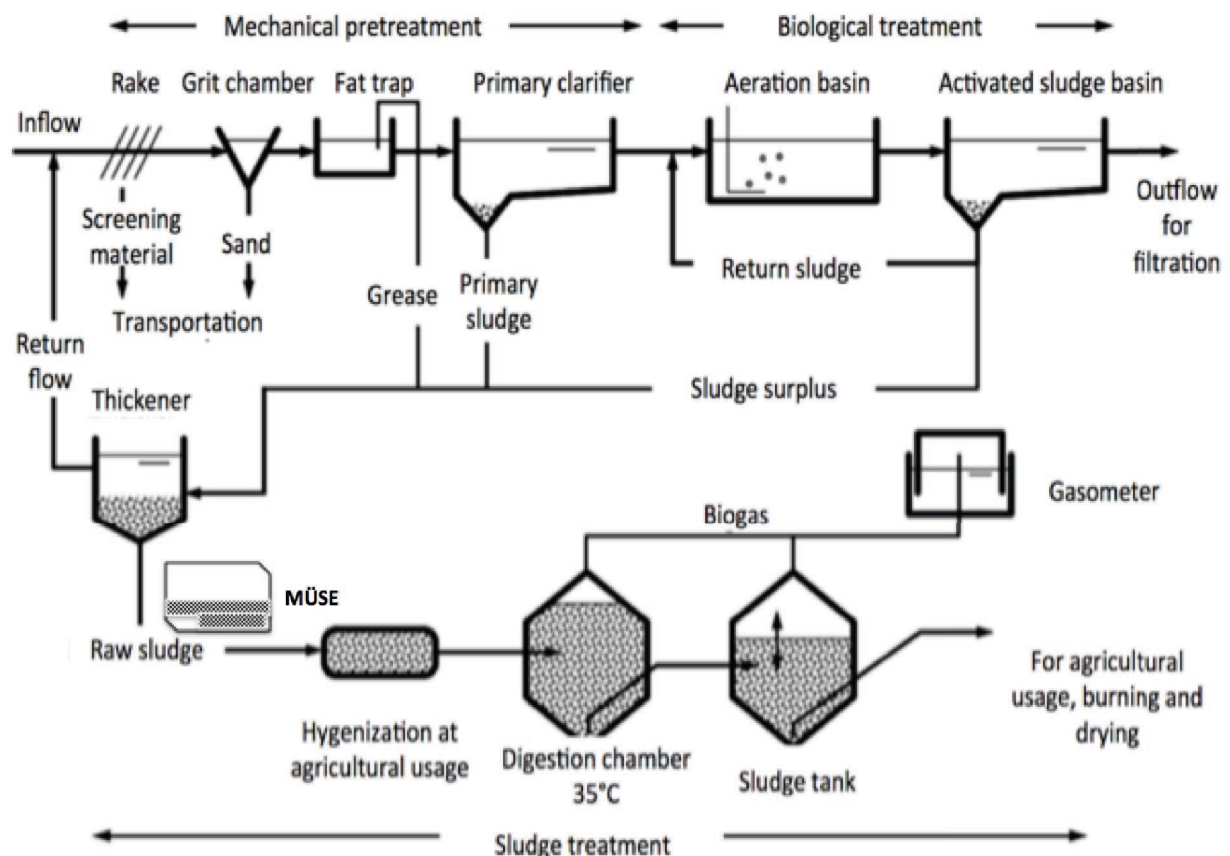 Mechanical pretreatment
Biological treatment
Rake
Grit chamber
Fat trap
Primary clarifier
Aeration basin
Activated sludge basin
Inflow
Screening
material
Sand
Transportation
Grease
Primary
sludge
Return sludge
Outflow
for
filtration
Return
flow
Thickener
Sludge surplus
Gasometer
Biogas
MÜSE
Raw sludge
Hygenization at
agricultural usage
Digestion chamber
35°C
Sludge tank
For agricultural
usage, burning and
drying
Sludge treatment